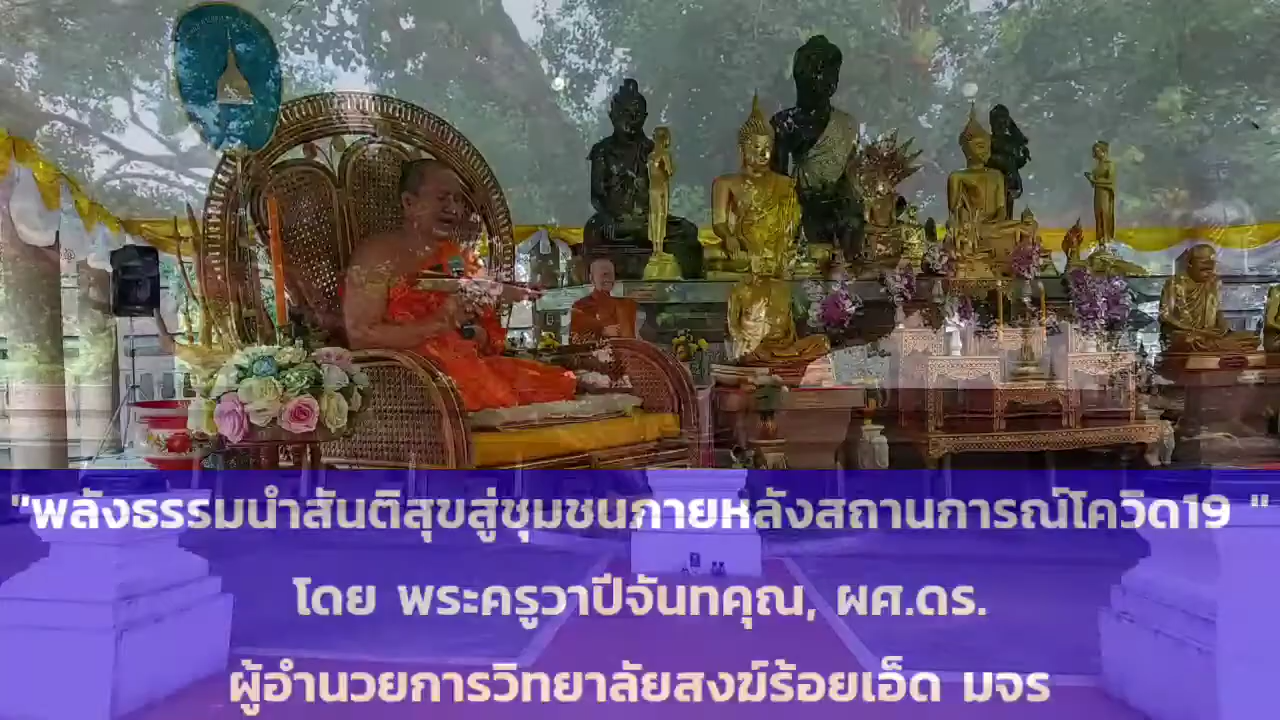 "พลังธรรมนำสันติสุขสู่ชุมชนภายหลังสถานการณ์โควิด19 "
โดย พระครูวาปีจันทคุณ, ผศ.ดร.
ผู้อำนวยการวิทยาลัยสงฆ์ร้อยเอ็ด มจร